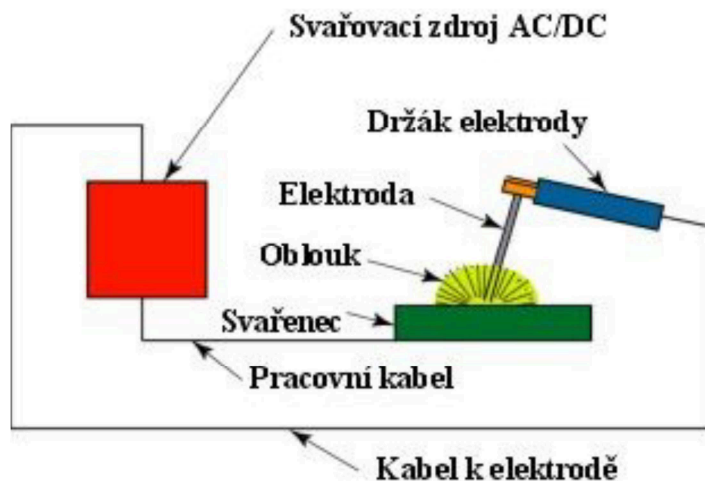 Svařovací zdroj AC/DC
Držák elektrody
Elektroda
Oblouk
Svařenec
Pracovní kabel
Kabel k elektrodě